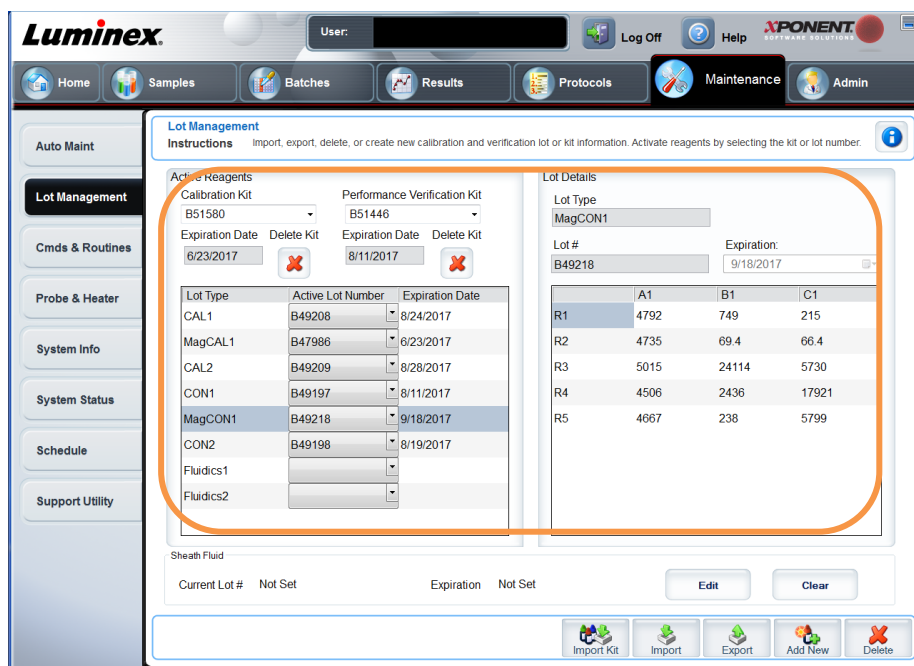 Luminex.
User:
Log Off
Help
XPONENT.
SOFTWARE SOLUTIONS
Home
Samples
Batches
Results
Protocols
Maintenance
Admin
Auto Maint
Lot Management
Cmds & Routines
Probe & Heater
System Info
System Status
Schedule
Support Utility
Lot Management
Instructions Import, export, delete, or create new calibration and verification lot or kit information. Activate reagents by selecting the kit or lot number.
Active Reagents
Calibration Kit Performance Verification Kit
B51580 B51446
Expiration Date Delete Kit Expiration Date Delete Kit
6/23/2017 8/11/2017
Lot Type Active Lot Number Expiration Date
CAL1 B49208 8/24/2017
MagCAL1 B47986 6/23/2017
CAL2 B49209 8/28/2017
CON1 B49197 8/11/2017
MagCON1 B49218 9/18/2017
CON2 B49198 8/19/2017
Fluidics1
Fluidics2
Lot Details
Lot Type
MagCON1
Lot # Expiration:
B49218 9/18/2017
A1 B1 C1
R1 4792 749 215
R2 4735 69.4 66.4
R3 5015 24114 5730
R4 4506 2436 17921
R5 4667 238 5799
Sheath Fluid
Current Lot # Not Set Expiration Not Set Edit Clear
Import Kit Import Export Add New Delete